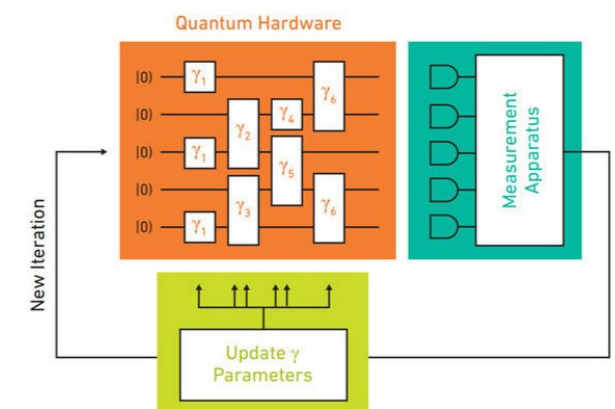 Quantum Hardware
|0⟩ γ1 γ6
|0⟩ γ2 γ4
|0⟩ γ1 γ5
|0⟩ γ3 γ6
|0⟩ γ1
Measurement
Apparatus
New Iteration
Update γ
Parameters